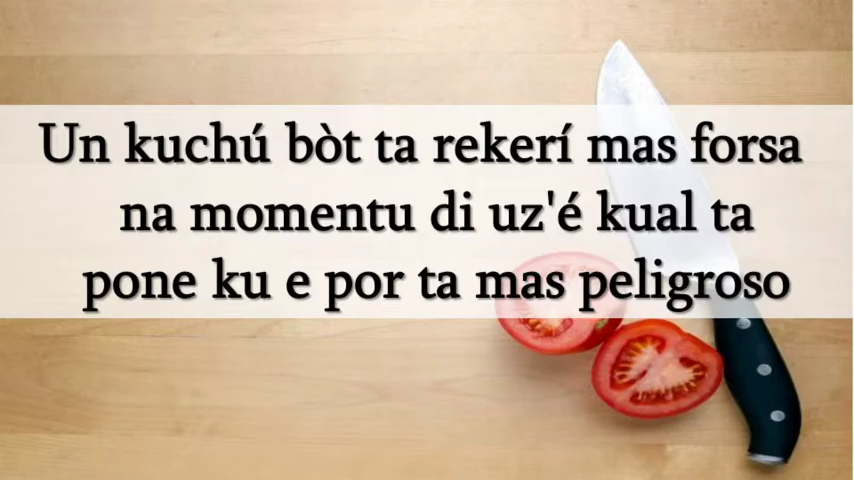 Un kuchú bòt ta rekerí mas forsa
na momentu di uz'é kual ta
pone ku e por ta mas peligroso